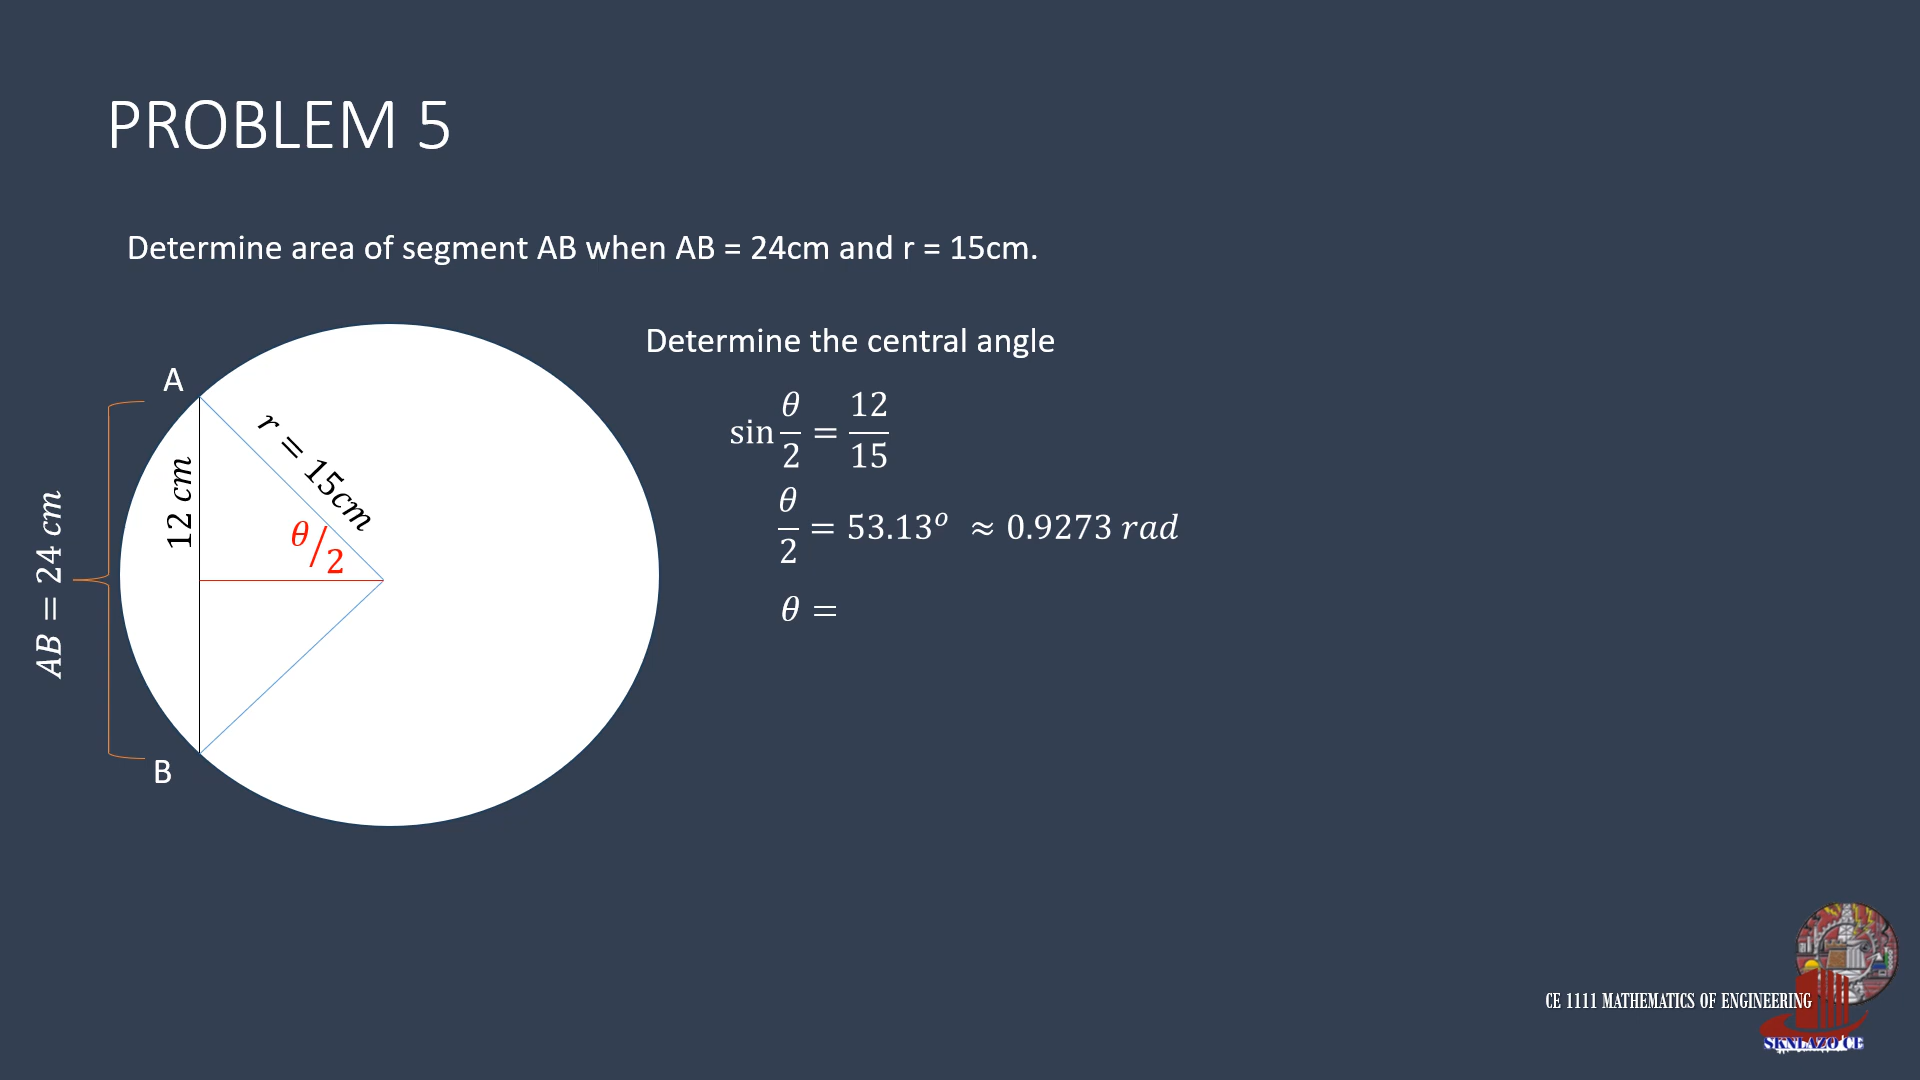 PROBLEM 5
Determine area of segment AB when AB = 24cm and r = 15cm.
Determine the central angle
A
r = 15cm
12 cm
θ/2
AB = 24 cm
B
sin θ/2 = 12/15
θ/2 = 53.13° ≈ 0.9273 rad
θ =
CE 1111 MATHEMATICS OF ENGINEERING
SKNLAZO CE